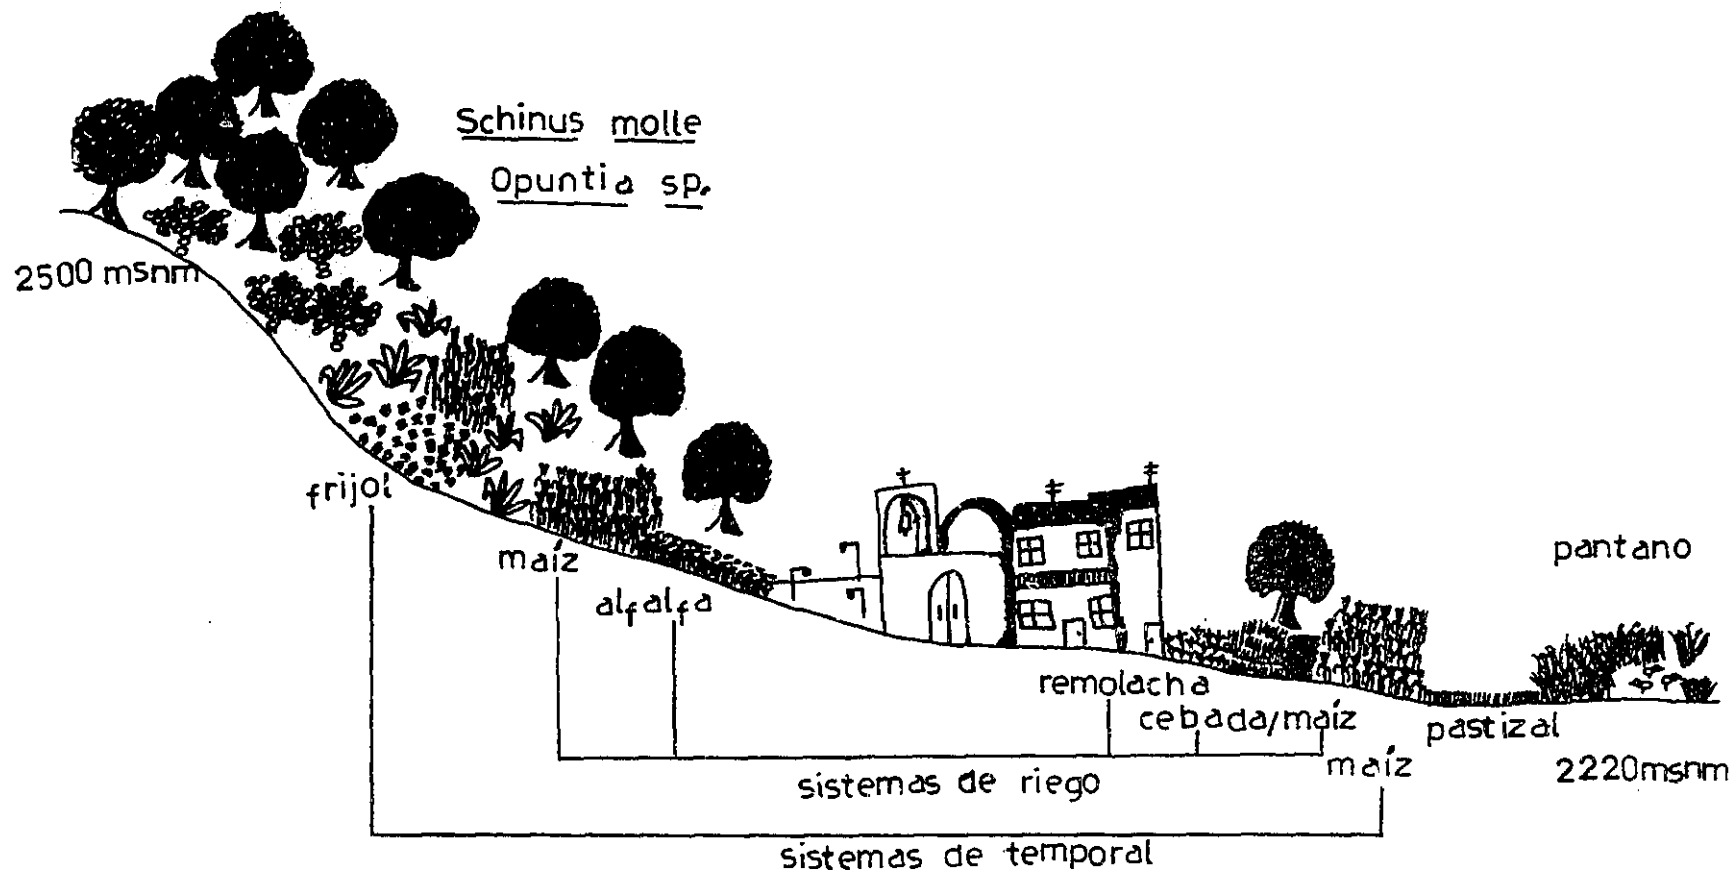 Schinus molle
Opuntia sp.
2500 msnm
frijol
maíz
alfalfa
pantano
remolacha
cebada/maíz
pastizal
maíz
2220msnm
sistemas de riego
sistemas de temporal